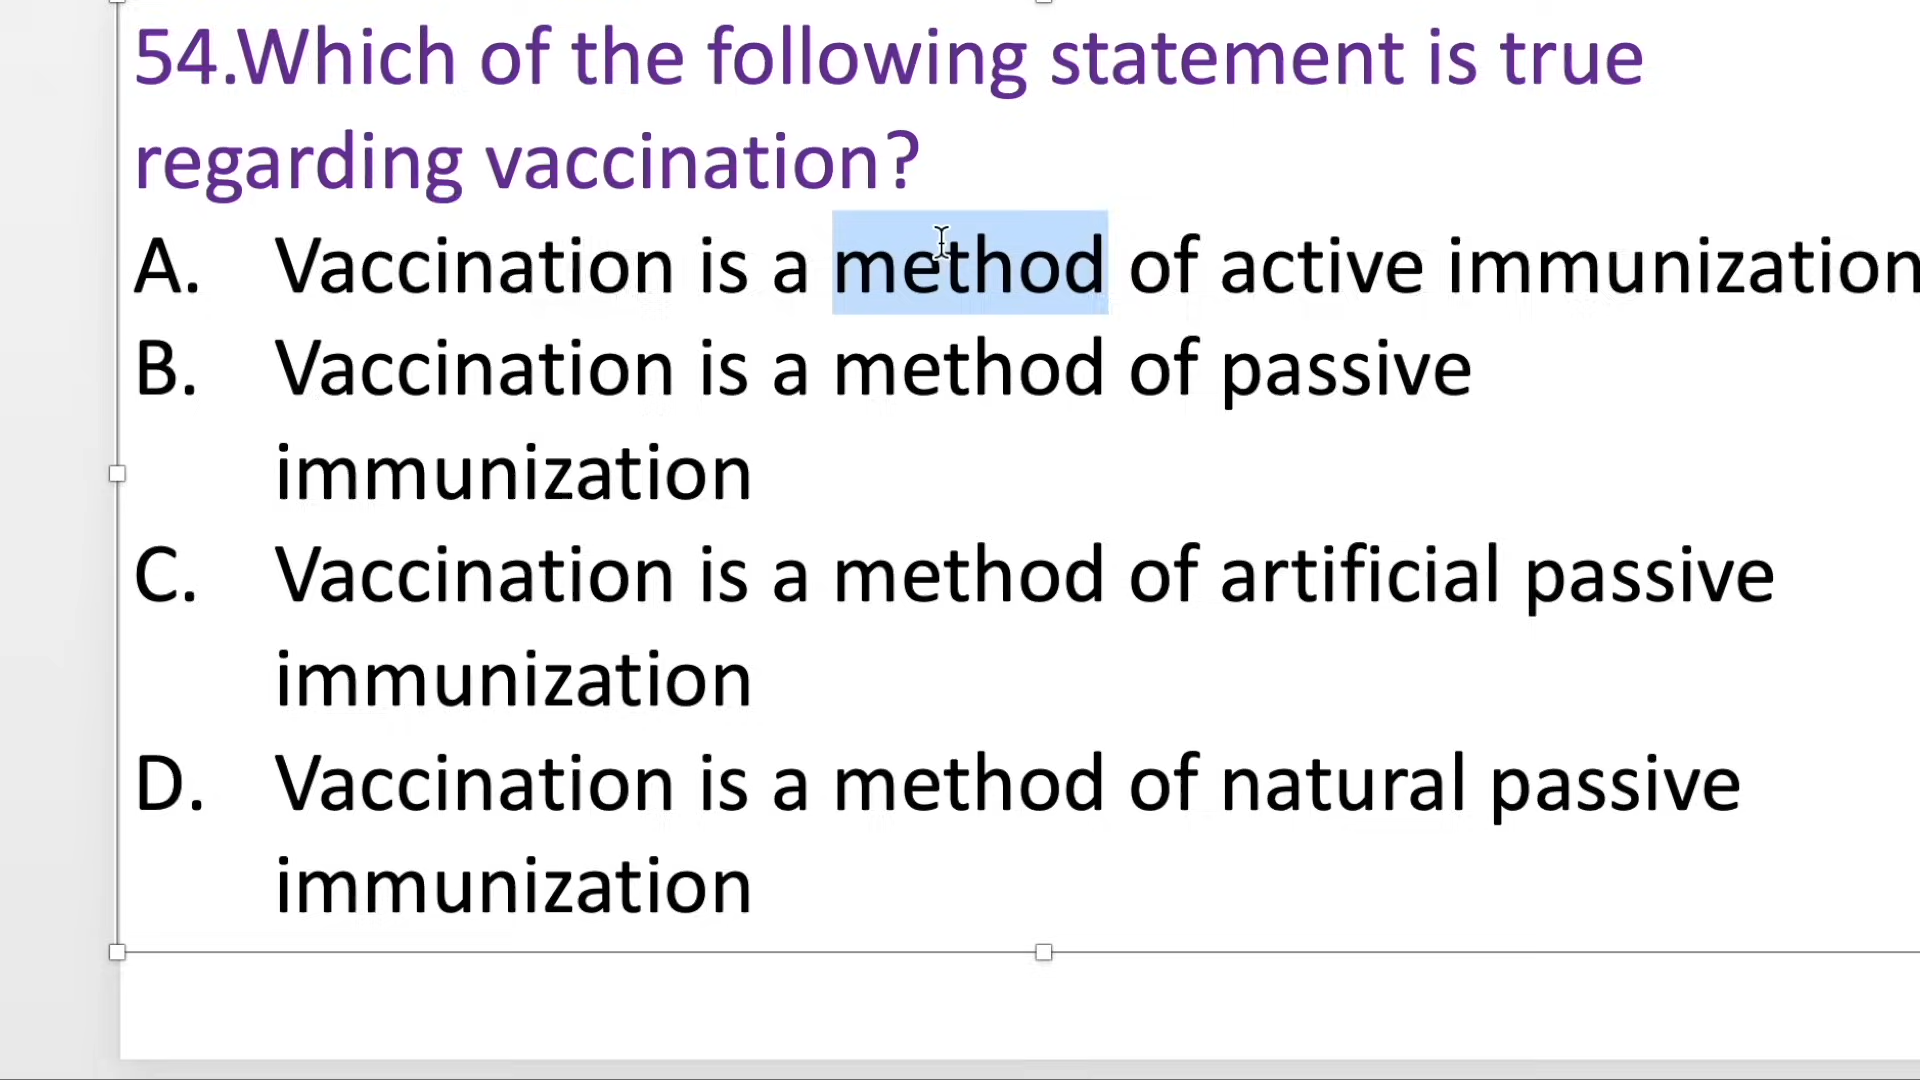 54.Which of the following statement is true
regarding vaccination?
A. Vaccination is a method of active immunization
B. Vaccination is a method of passive
immunization
C. Vaccination is a method of artificial passive
immunization
D. Vaccination is a method of natural passive
immunization